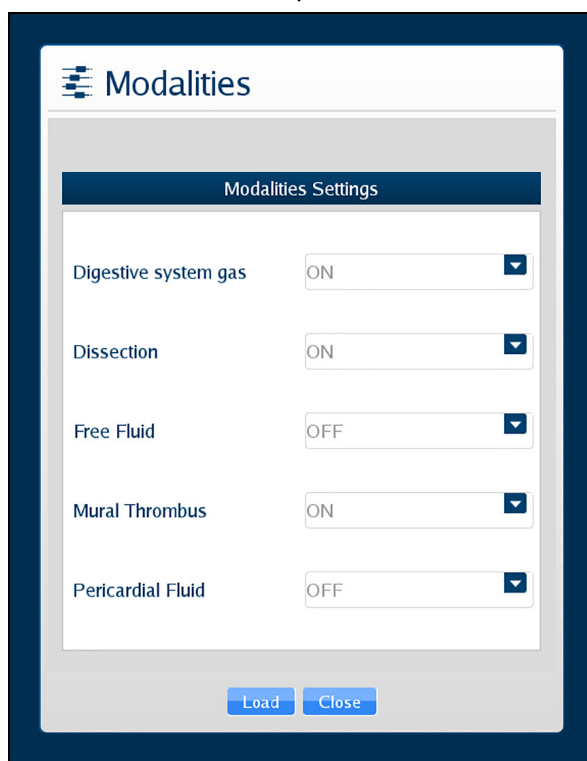 Modalities
Modalities Settings
Digestive system gas ON
Dissection ON
Free Fluid OFF
Mural Thrombus ON
Pericardial Fluid OFF
Load Close